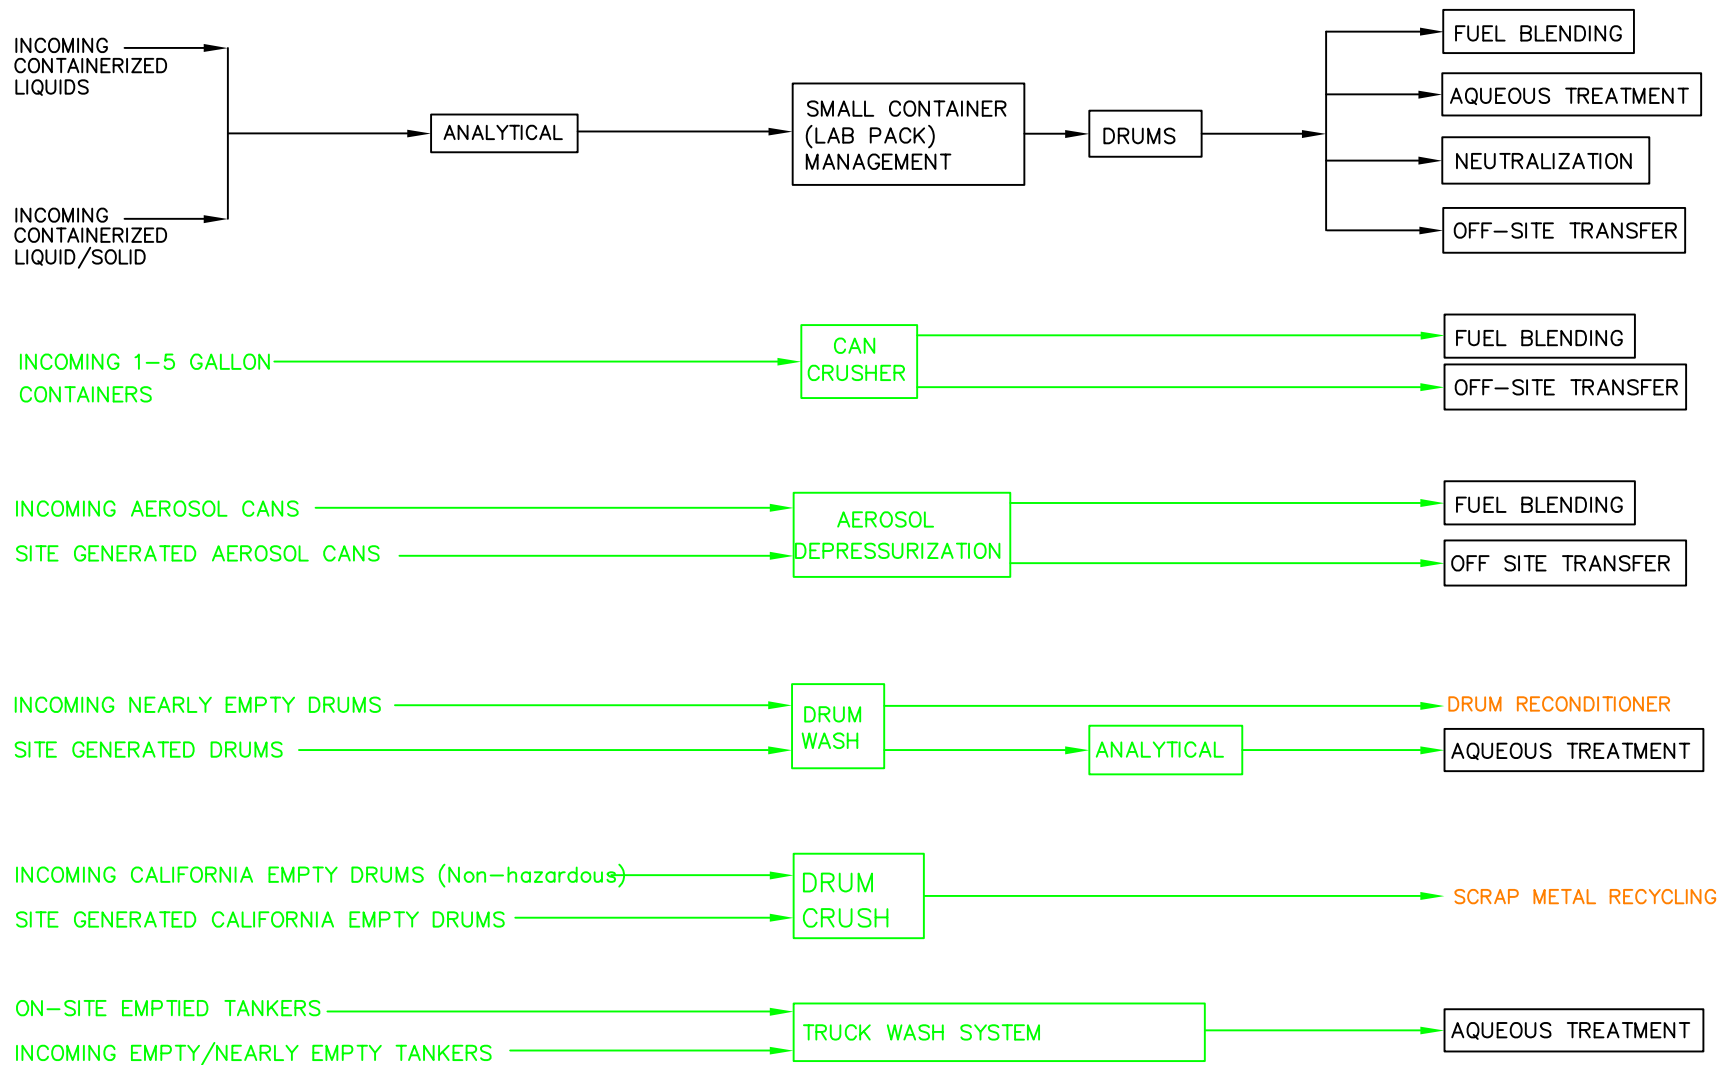 INCOMING
CONTAINERIZED
LIQUIDS
INCOMING
CONTAINERIZED
LIQUID/SOLID
ANALYTICAL
SMALL CONTAINER
(LAB PACK)
MANAGEMENT
DRUMS
FUEL BLENDING
AQUEOUS TREATMENT
NEUTRALIZATION
OFF-SITE TRANSFER
INCOMING 1-5 GALLON
CONTAINERS
CAN
CRUSHER
FUEL BLENDING
OFF-SITE TRANSFER
INCOMING AEROSOL CANS
SITE GENERATED AEROSOL CANS
AEROSOL
DEPRESSURIZATION
FUEL BLENDING
OFF SITE TRANSFER
INCOMING NEARLY EMPTY DRUMS
SITE GENERATED DRUMS
DRUM
WASH
ANALYTICAL
DRUM RECONDITIONER
AQUEOUS TREATMENT
INCOMING CALIFORNIA EMPTY DRUMS (Non-hazardous)
SITE GENERATED CALIFORNIA EMPTY DRUMS
DRUM
CRUSH
SCRAP METAL RECYCLING
ON-SITE EMPTIED TANKERS
INCOMING EMPTY/NEARLY EMPTY TANKERS
TRUCK WASH SYSTEM
AQUEOUS TREATMENT